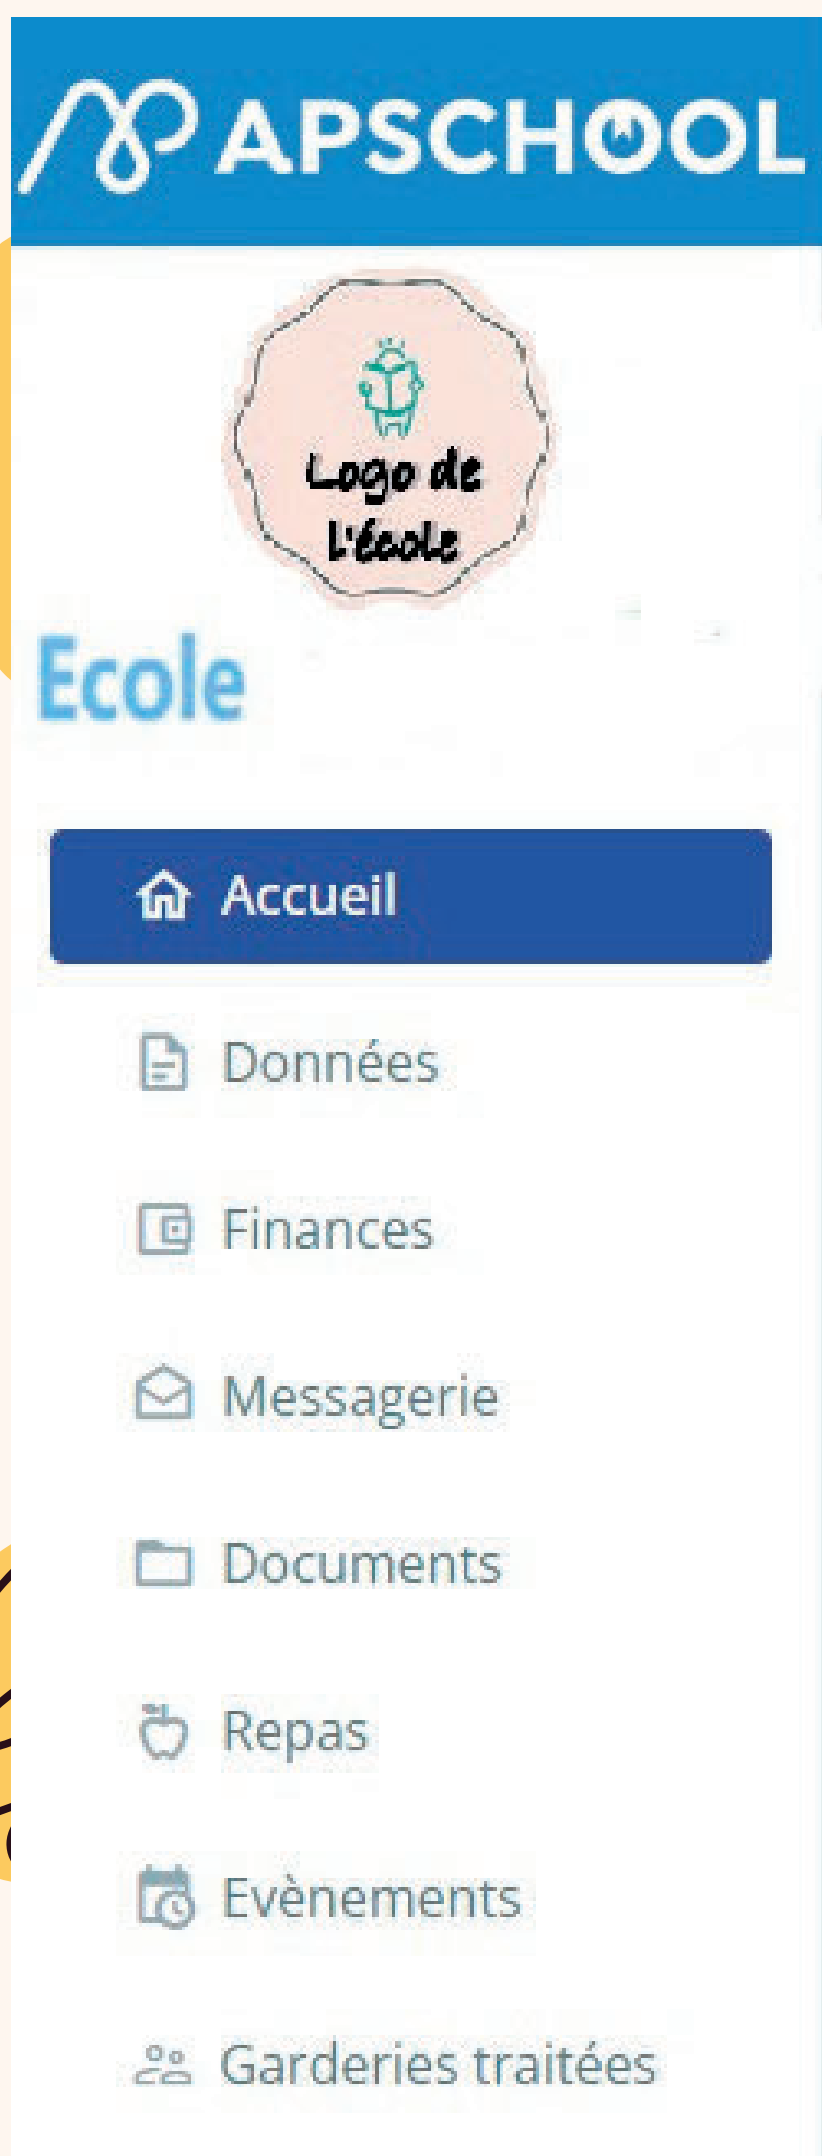 APSCHOOL
Logo de
l'école
Ecole
Accueil
Données
Finances
Messagerie
Documents
Repas
Evènements
Garderies traitées